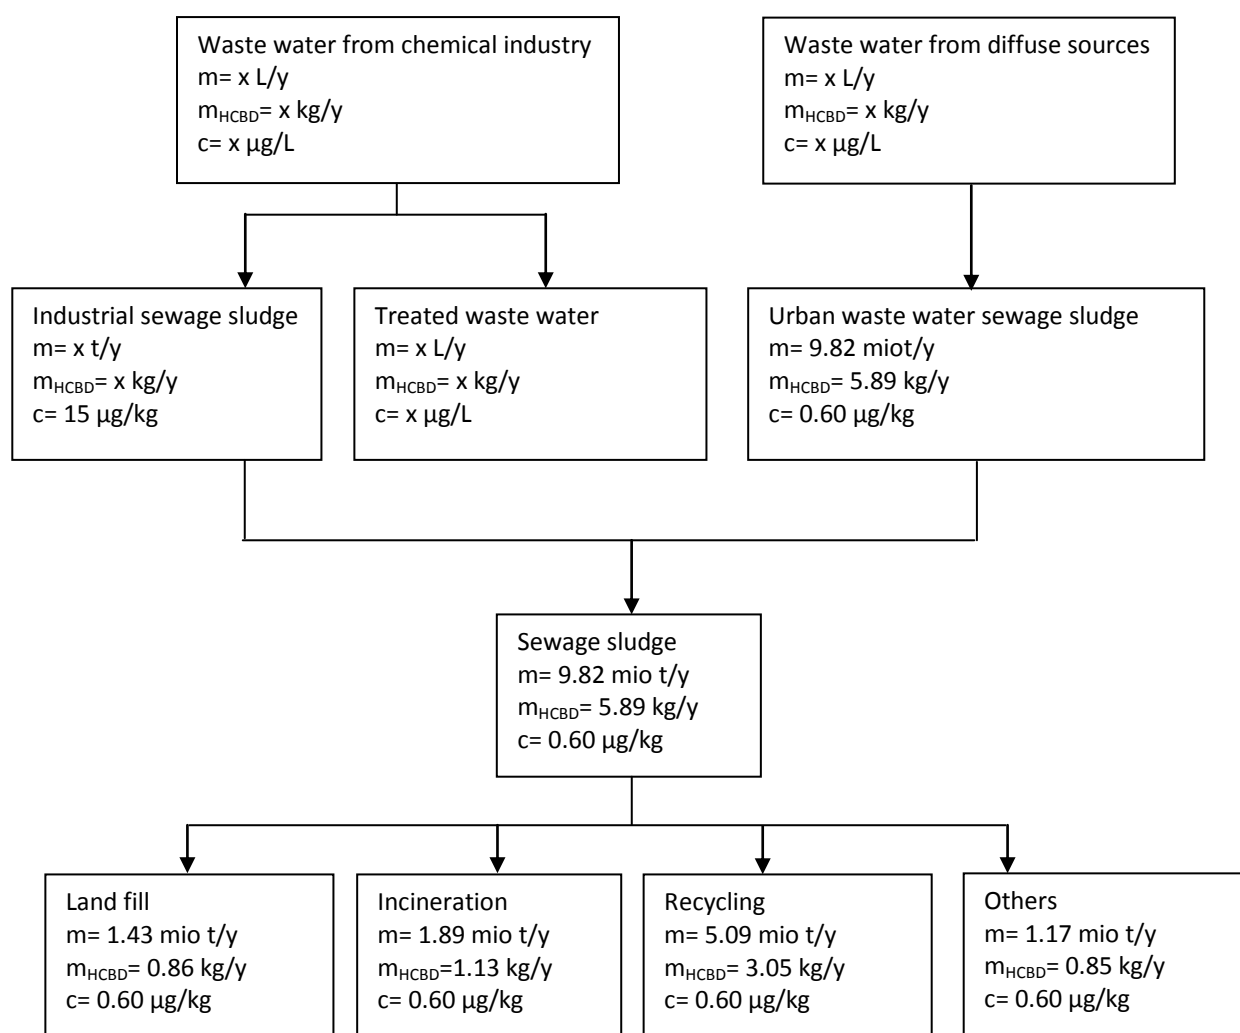 Waste water from chemical industry
m= x L/y
mHCBD= x kg/y
c= x µg/L
Waste water from diffuse sources
m= x L/y
mHCBD= x kg/y
c= x µg/L
Industrial sewage sludge
m= x t/y
mHCBD= x kg/y
c= 15 µg/kg
Treated waste water
m= x L/y
mHCBD= x kg/y
c= x µg/L
Urban waste water sewage sludge
m= 9.82 miot/y
mHCBD= 5.89 kg/y
c= 0.60 µg/kg
Sewage sludge
m= 9.82 mio t/y
mHCBD= 5.89 kg/y
c= 0.60 µg/kg
Land fill
m= 1.43 mio t/y
mHCBD= 0.86 kg/y
c= 0.60 µg/kg
Incineration
m= 1.89 mio t/y
mHCBD=1.13 kg/y
c= 0.60 µg/kg
Recycling
m= 5.09 mio t/y
mHCBD= 3.05 kg/y
c= 0.60 µg/kg
Others
m= 1.17 mio t/y
mHCBD= 0.85 kg/y
c= 0.60 µg/kg